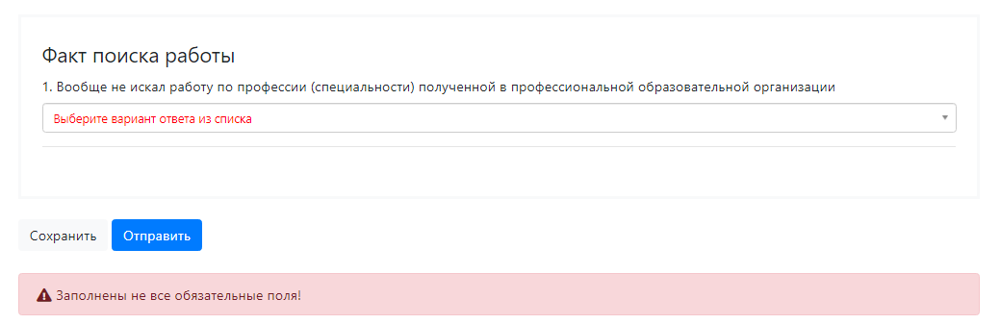 Факт поиска работы
1. Вообще не искал работу по профессии (специальности) полученной в профессиональной образовательной организации
Выберите вариант ответа из списка
Сохранить Отправить
Заполнены не все обязательные поля!